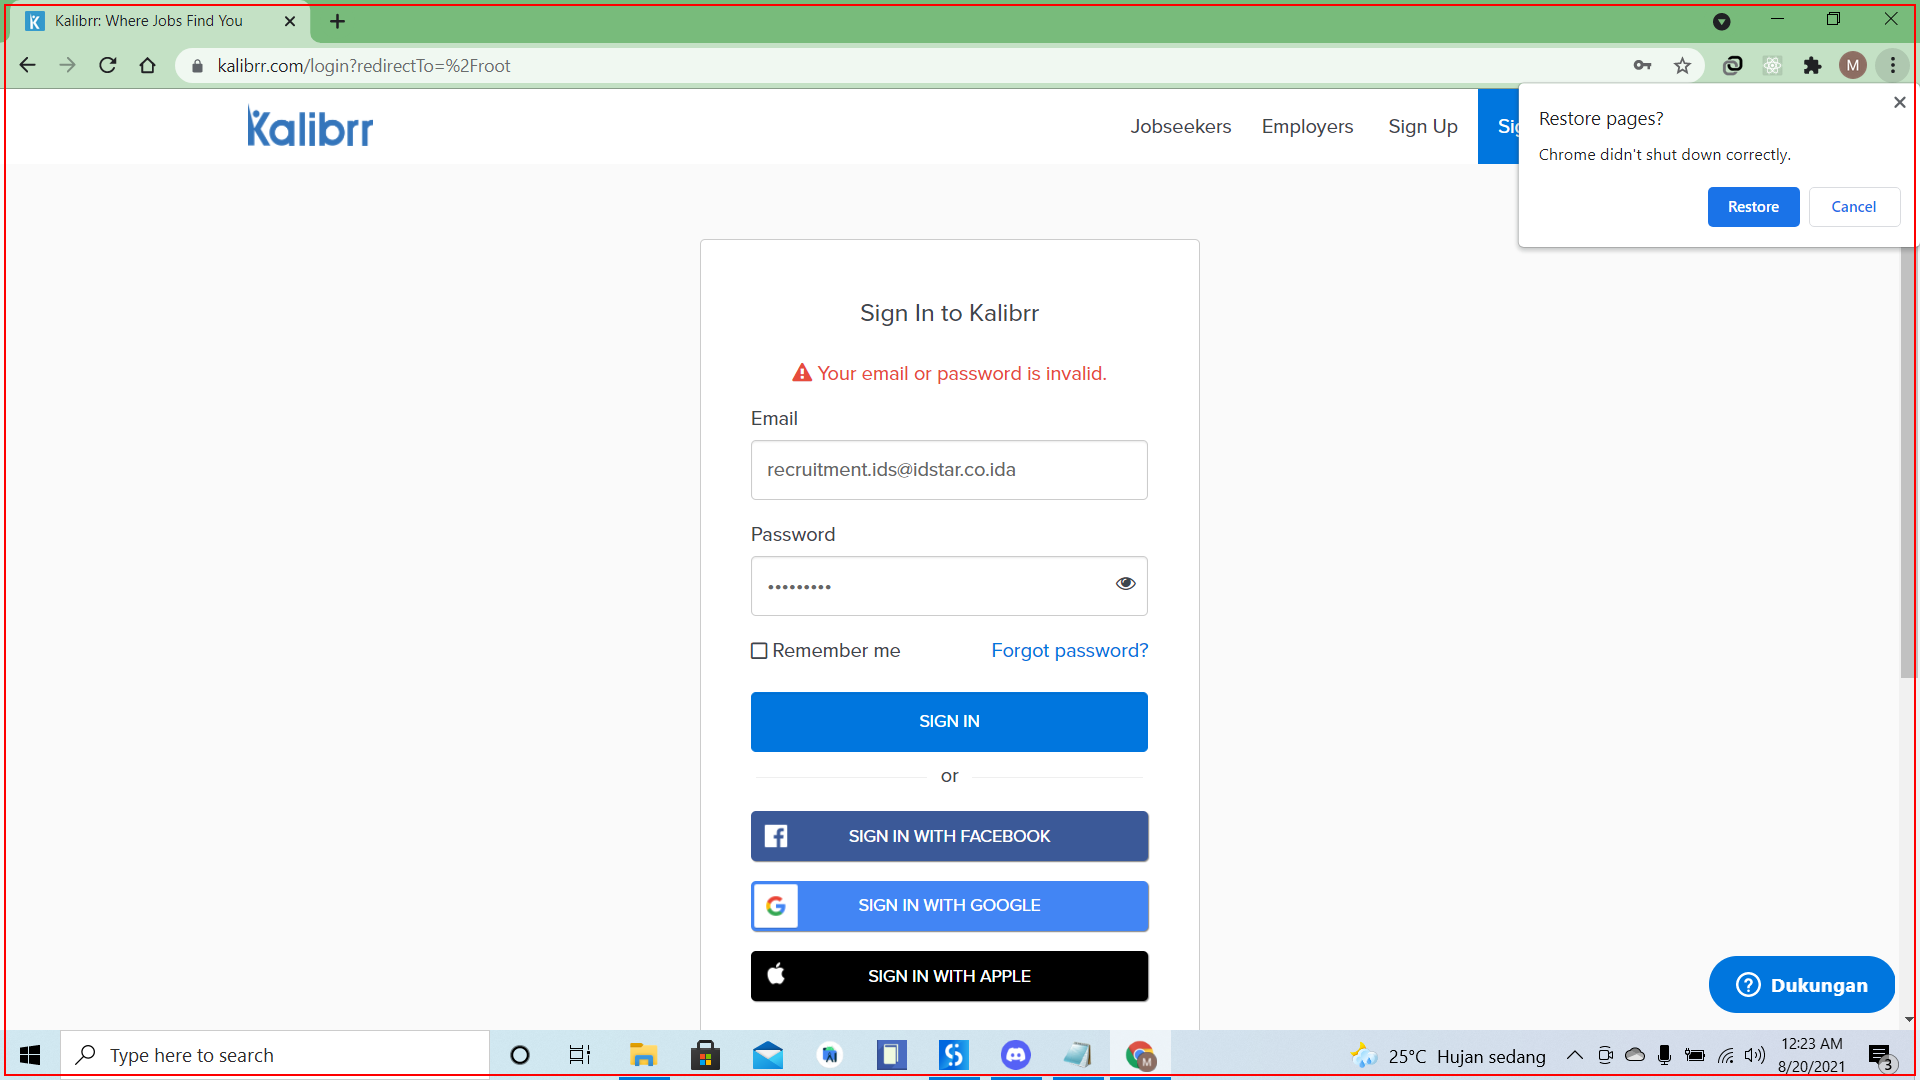 Kalibrr: Where Jobs Find You
kalibrr.com/login?redirectTo=%2Froot
M
Kalibrr
Jobseekers
Employers
Sign Up
Restore pages?
Chrome didn't shut down correctly.
Restore
Cancel
Sign In to Kalibrr
Your email or password is invalid.
Email
recruitment.ids@idstar.co.ida
Password
Remember me
Forgot password?
SIGN IN
or
SIGN IN WITH FACEBOOK
SIGN IN WITH GOOGLE
SIGN IN WITH APPLE
Dukungan
Type here to search
25°C Hujan sedang
12:23 AM
8/20/2021
3